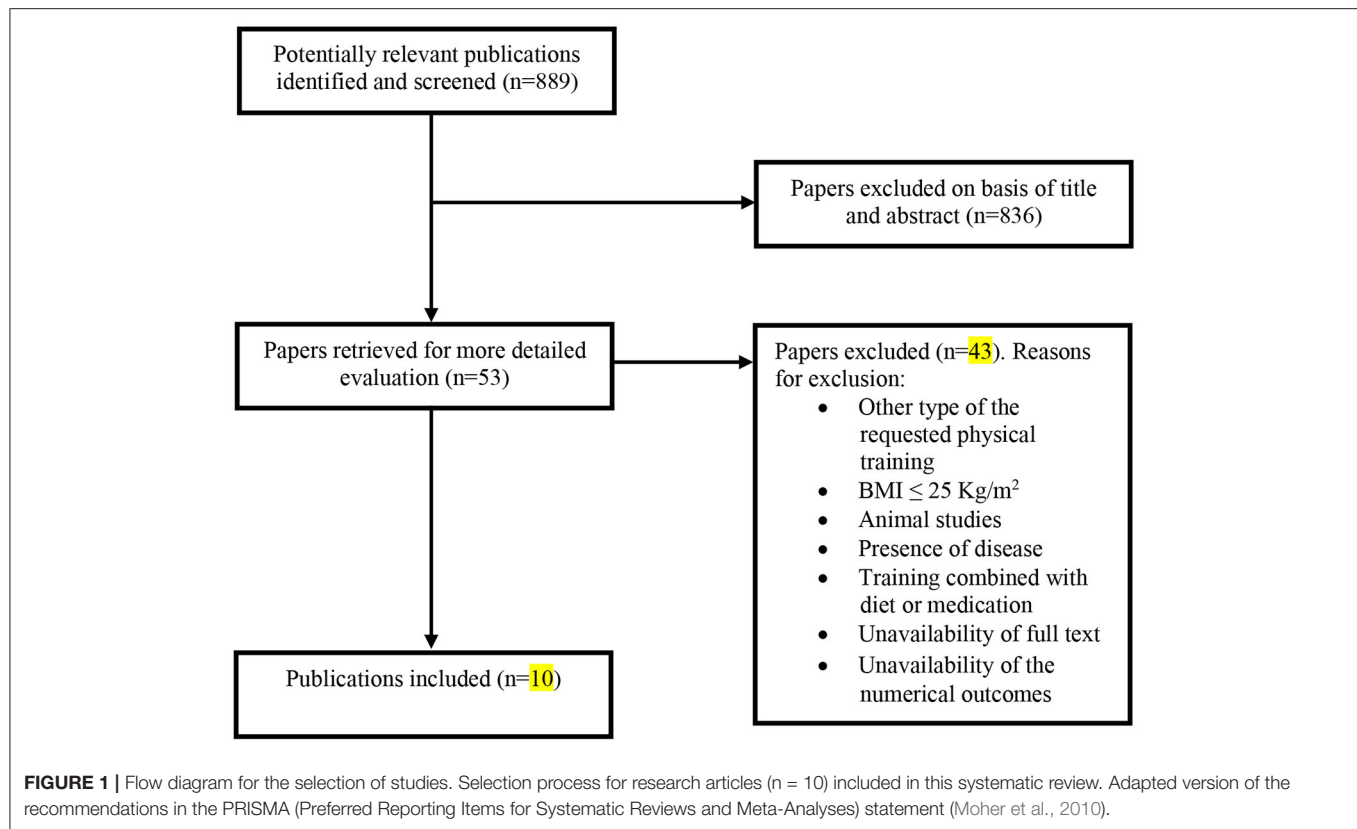 Potentially relevant publications
identified and screened (n=889)
Papers excluded on basis of title
and abstract (n=836)
Papers retrieved for more detailed
evaluation (n=53)
Papers excluded (n=43). Reasons
for exclusion:
• Other type of the
requested physical
training
• BMI ≤ 25 Kg/m²
• Animal studies
• Presence of disease
• Training combined with
diet or medication
• Unavailability of full text
• Unavailability of the
numerical outcomes
Publications included (n=10)
FIGURE 1 | Flow diagram for the selection of studies. Selection process for research articles (n = 10) included in this systematic review. Adapted version of the
recommendations in the PRISMA (Preferred Reporting Items for Systematic Reviews and Meta-Analyses) statement (Moher et al., 2010).